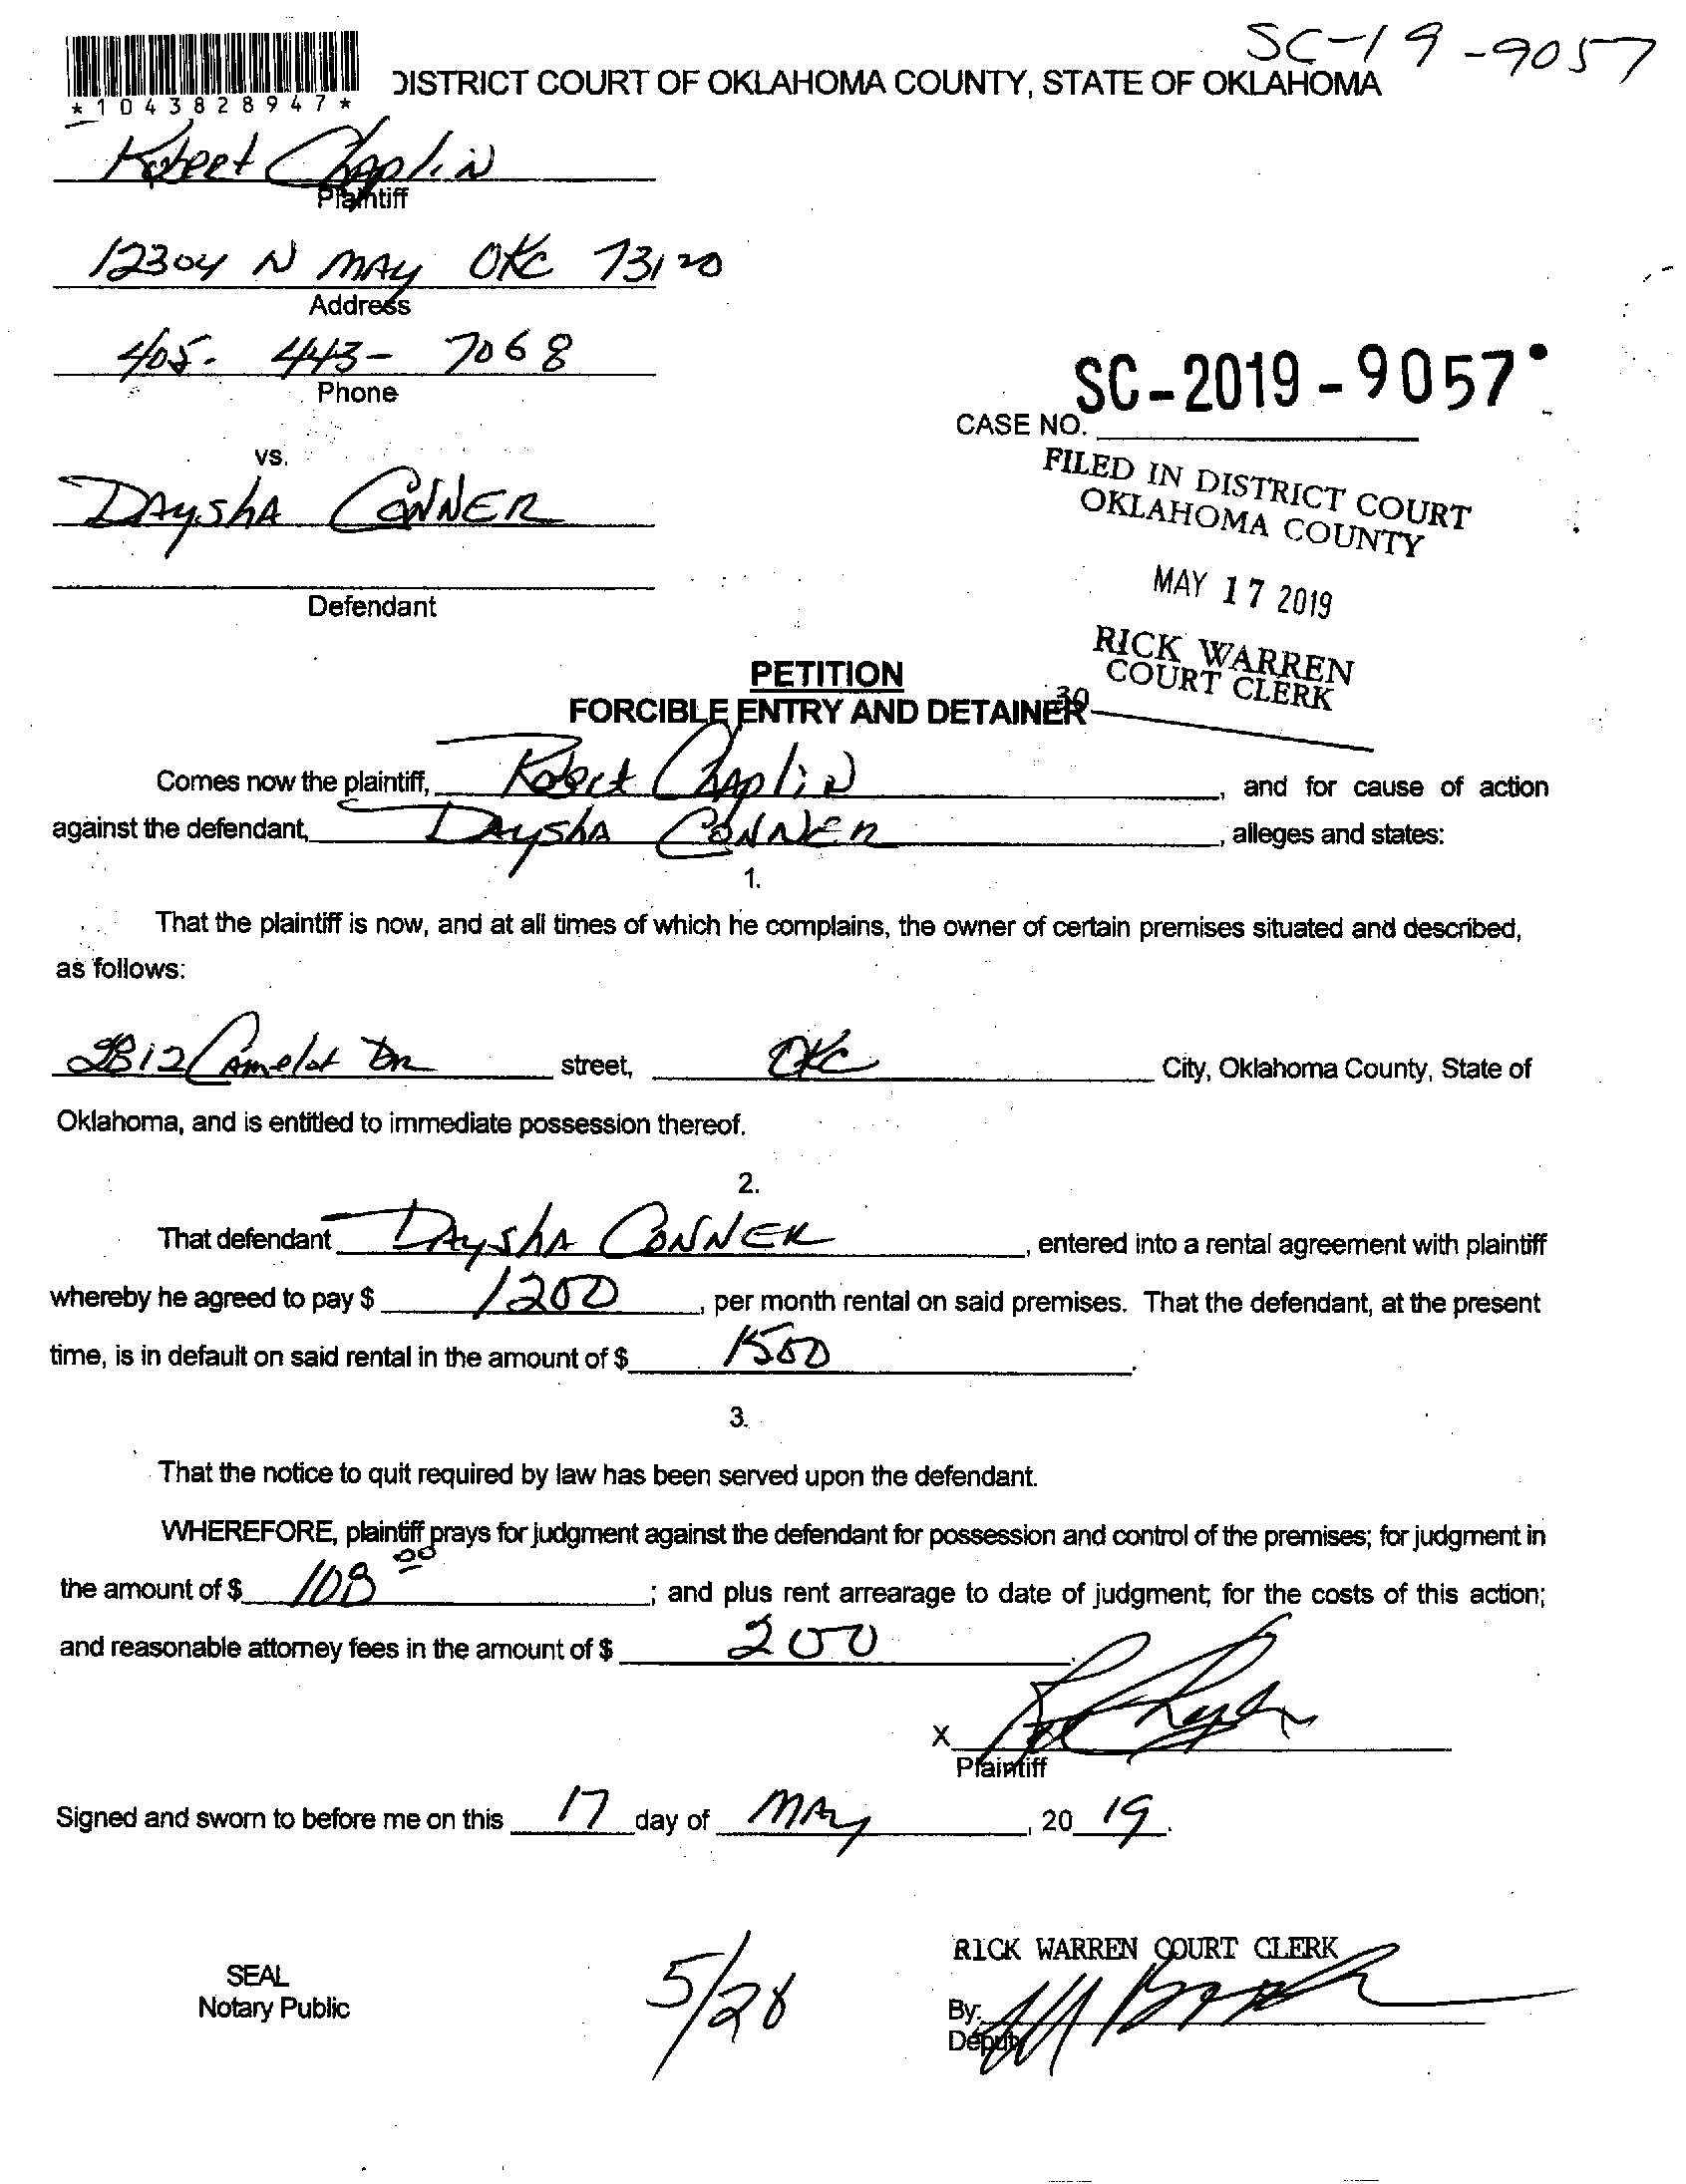 SC-19-9057
DISTRICT COURT OF OKLAHOMA COUNTY, STATE OF OKLAHOMA
*1043828947*
Robert Chaplin
Plaintiff
12304 N MAY OKC 73120
Address
405. 443- 7068
Phone
SC-2019-9057
CASE NO.
vs.
FILED IN DISTRICT COURT
OKLAHOMA COUNTY
DAyshA CONNER
MAY 17 2019
Defendant
RICK WARREN
COURT CLERK
PETITION
30
FORCIBLE ENTRY AND DETAINER
Comes now the plaintiff, Robert Chaplin, and for cause of action
against the defendant, DAyshA CONNER, alleges and states:
1.
That the plaintiff is now, and at all times of which he complains, the owner of certain premises situated and described,
as follows:
2812 Camelot Dr street, OKC City, Oklahoma County, State of
Oklahoma, and is entitled to immediate possession thereof.
2.
That defendant DAyshA CONNER, entered into a rental agreement with plaintiff
whereby he agreed to pay $ 1200, per month rental on said premises. That the defendant, at the present
time, is in default on said rental in the amount of $ 1500.
3.
That the notice to quit required by law has been served upon the defendant.
WHEREFORE, plaintiff prays for judgment against the defendant for possession and control of the premises; for judgment in
the amount of $ 108 00; and plus rent arrearage to date of judgment; for the costs of this action;
and reasonable attorney fees in the amount of $ 200.
X
Plaintiff
Signed and sworn to before me on this 17 day of MAy, 20 19.
RICK WARREN COURT CLERK
SEAL
Notary Public
5/28
By:
Deputy